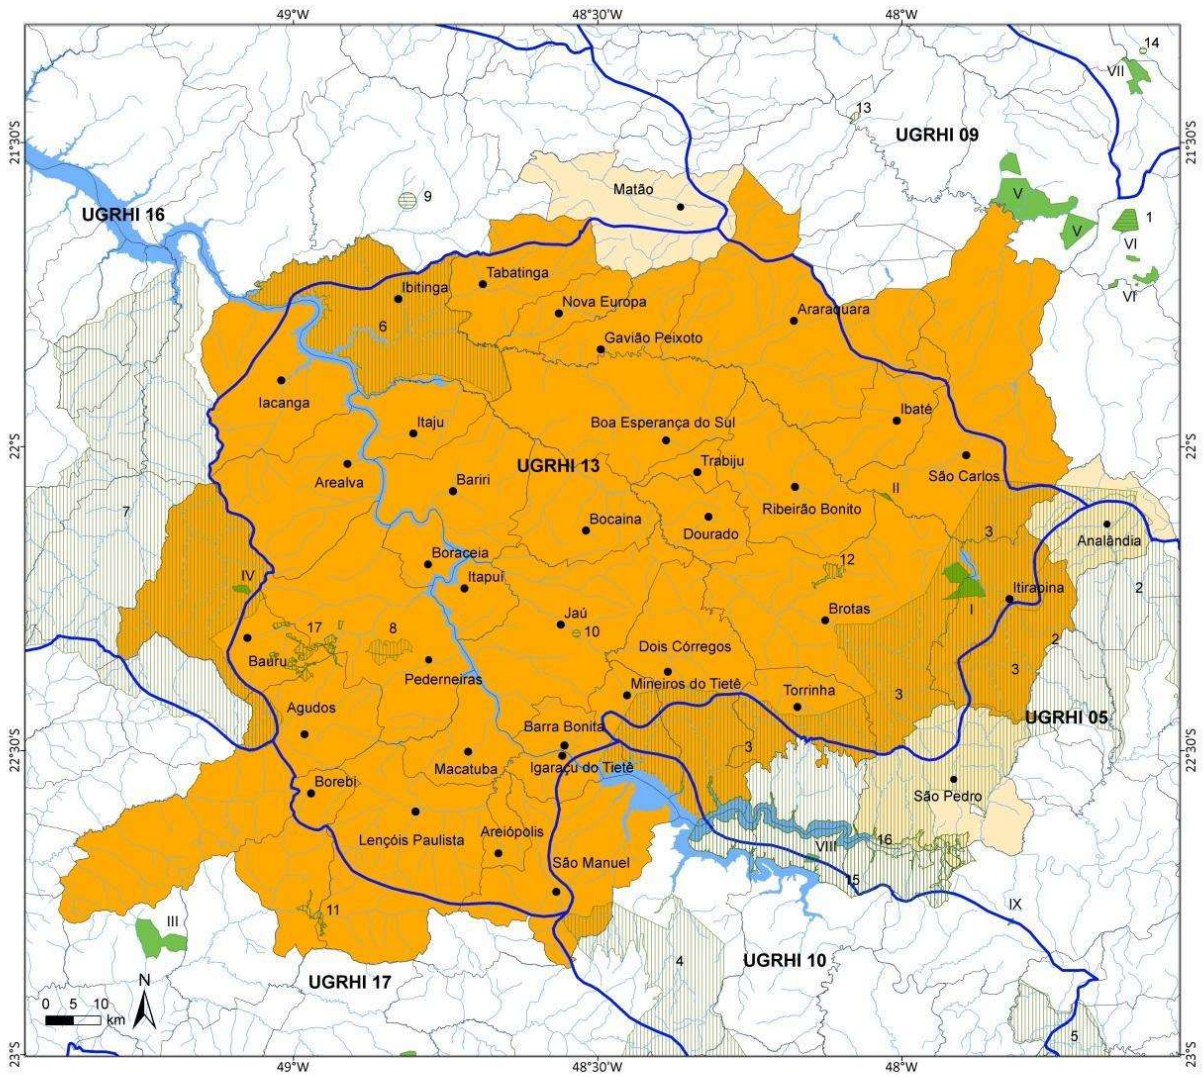 49°W 48°30'W 48°W
14
VII
13
UGRHI 09
21°30'S 21°30'S
Matão
V
9
UGRHI 16
1
V
VI
Tabatinga
VI
Ibitinga
Nova Europa
Araraquara
6
Gavião Peixoto
Iacanga
Itaju
Boa Esperança do Sul
Ibaté
22°S 22°S
Arealva
UGRHI 13
Trabiju
São Carlos
Bariri
II
7
Bocaina
Dourado
Ribeirão Bonito
3
Analândia
Boraceia
12
IV
Itapuí
I
Itirapina
2
Jaú
10
Brotas
17
8
Bauru
Dois Córregos
2
Pederneiras
3
Mineiros do Tietê
Torrinha
3
Agudos
Barra Bonita
3
UGRHI 05
22°30'S 22°30'S
Macatuba
Igaraçu do Tietê
Borebi
São Pedro
Lençóis Paulista
Areiópolis
VIII
16
São Manuel
15
11
IX
III
4
UGRHI 10
UGRHI 17
N
0 5 10
km
5
23°S 23°S
49°W 48°30'W 48°W